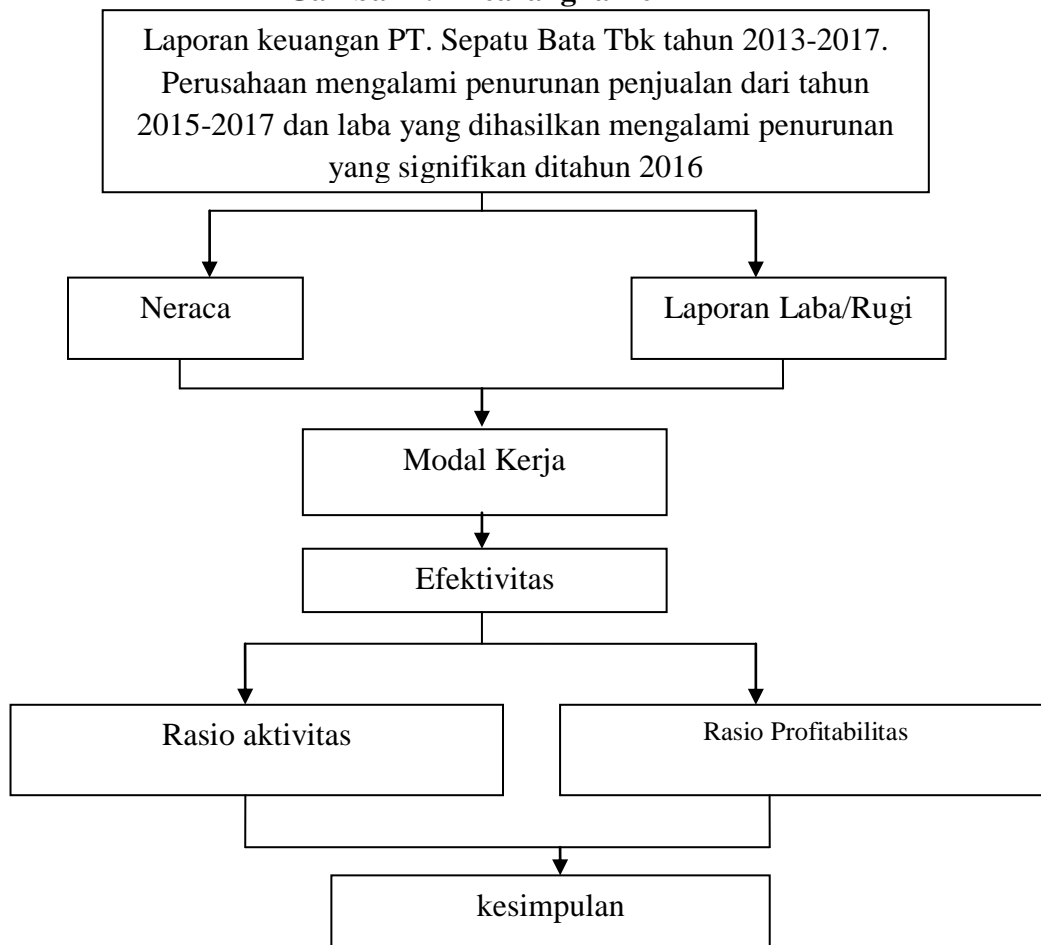 Laporan keuangan PT. Sepatu Bata Tbk tahun 2013-2017.
Perusahaan mengalami penurunan penjualan dari tahun
2015-2017 dan laba yang dihasilkan mengalami penurunan
yang signifikan ditahun 2016
Neraca
Laporan Laba/Rugi
Modal Kerja
Efektivitas
Rasio aktivitas
Rasio Profitabilitas
kesimpulan